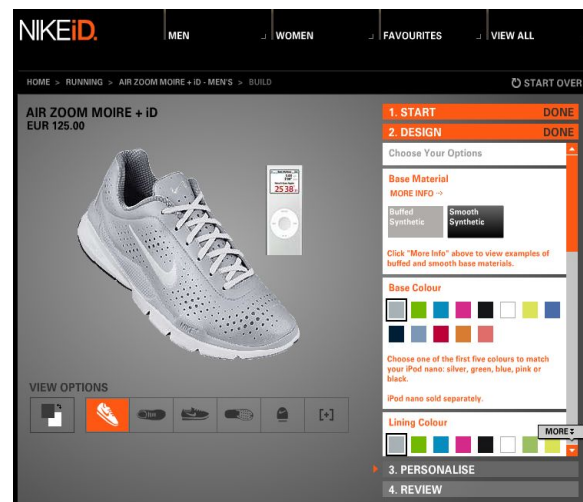 NIKEiD.
MEN
WOMEN
FAVOURITES
VIEW ALL
HOME > RUNNING > AIR ZOOM MOIRE + iD - MEN'S > BUILD
START OVER
AIR ZOOM MOIRE + iD
EUR 125.00
1. START DONE
2. DESIGN DONE
Choose Your Options
Base Material
MORE INFO →
Buffed Synthetic
Smooth Synthetic
Click "More Info" above to view examples of
buffed and smooth base materials.
Base Colour
Choose one of the first five colours to match
your iPod nano: silver, green, blue, pink or
black.
iPod nano sold separately.
Lining Colour
MORE
3. PERSONALISE
4. REVIEW
VIEW OPTIONS
[+]